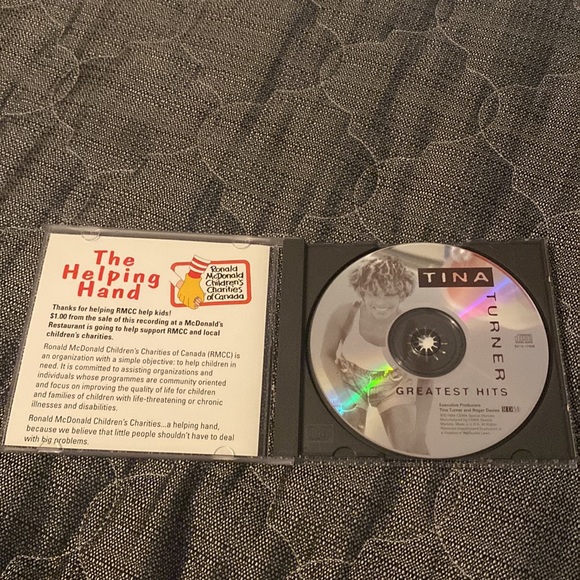 The
Helping
Hand
Ronald
McDonald
Children's
Charities
of Canada
Thanks for helping RMCC help kids!
$1.00 from the sale of this recording at a McDonald's
Restaurant is going to help support RMCC and local
children's charities.
Ronald McDonald Children's Charities of Canada (RMCC) is
an organization with a simple objective: to help children in
need. It is committed to assisting organizations and
individuals whose programmes are community oriented
and focus on improving the quality of life for children
and families of children with life-threatening or chronic
illnesses and disabilities.
Ronald McDonald Children's Charities...a helping hand,
because we believe that little people shouldn't have to deal
with big problems.
TINA
TURNER
GREATEST HITS
Executive Producers:
Tina Turner and Roger Davies